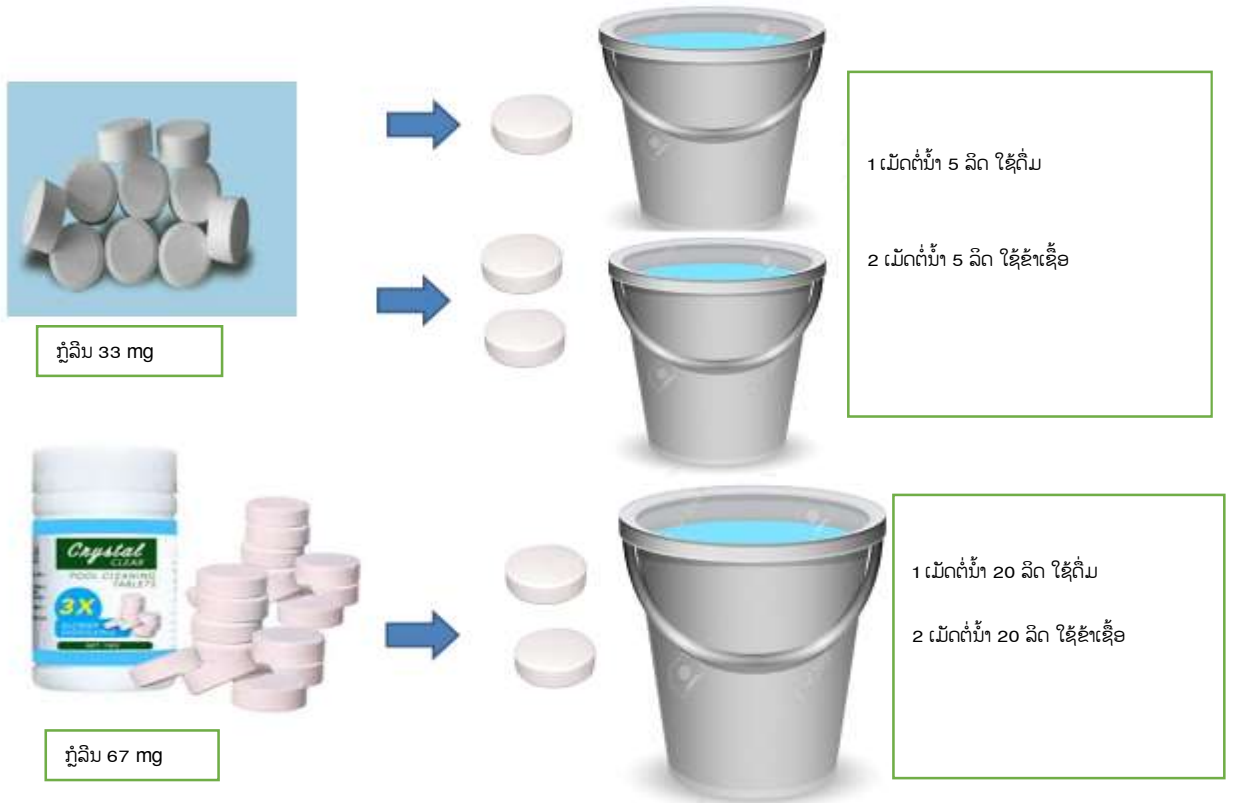 1 ເມັດຕໍ່ນ້ຳ 5 ລິດ ໃຊ້ດື່ມ
2 ເມັດຕໍ່ນ້ຳ 5 ລິດ ໃຊ້ຂ້າເຊື້ອ
ກຼໍລີນ 33 mg
Crystal
CLEAR
POOL CLEANING
TABLETS
3X
1 ເມັດຕໍ່ນ້ຳ 20 ລິດ ໃຊ້ດື່ມ
2 ເມັດຕໍ່ນ້ຳ 20 ລິດ ໃຊ້ຂ້າເຊື້ອ
ກຼໍລີນ 67 mg